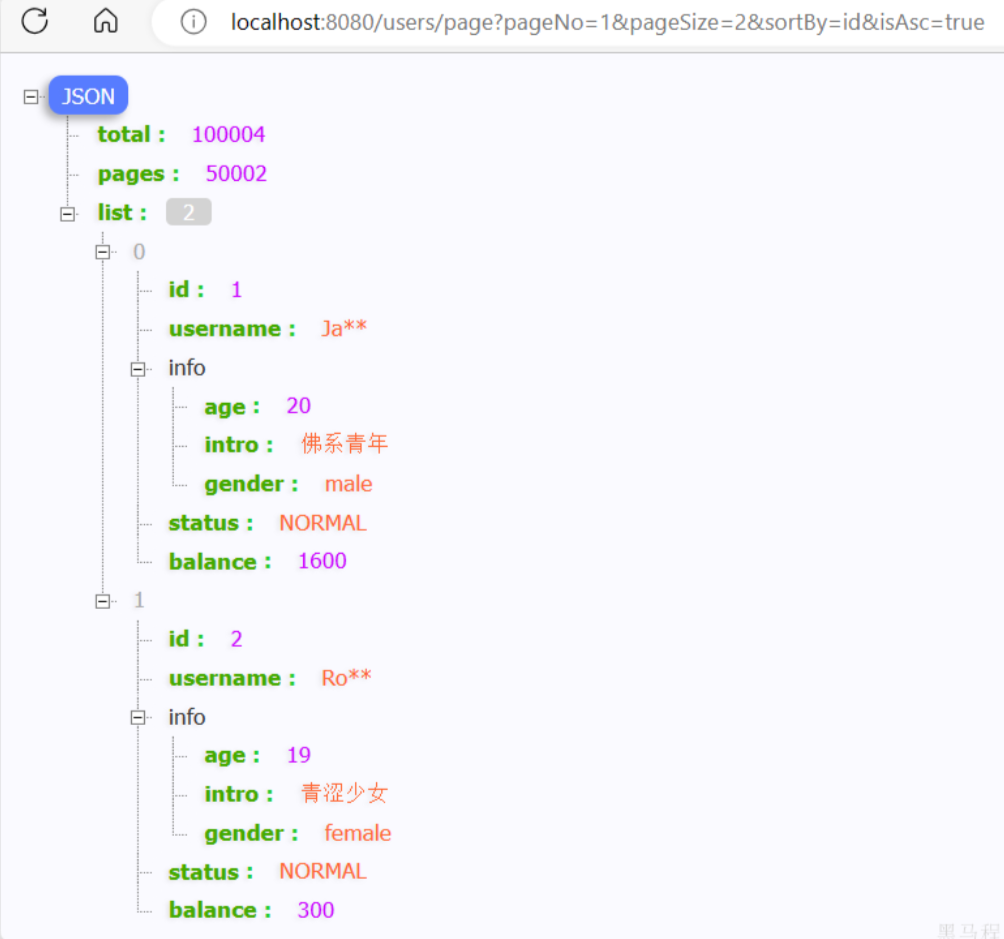 localhost:8080/users/page?pageNo=1&pageSize=2&sortBy=id&isAsc=true
JSON
total : 100004
pages : 50002
list : 2
0
id : 1
username : Ja**
info
age : 20
intro : 佛系青年
gender : male
status : NORMAL
balance : 1600
1
id : 2
username : Ro**
info
age : 19
intro : 青涩少女
gender : female
status : NORMAL
balance : 300
黑马程